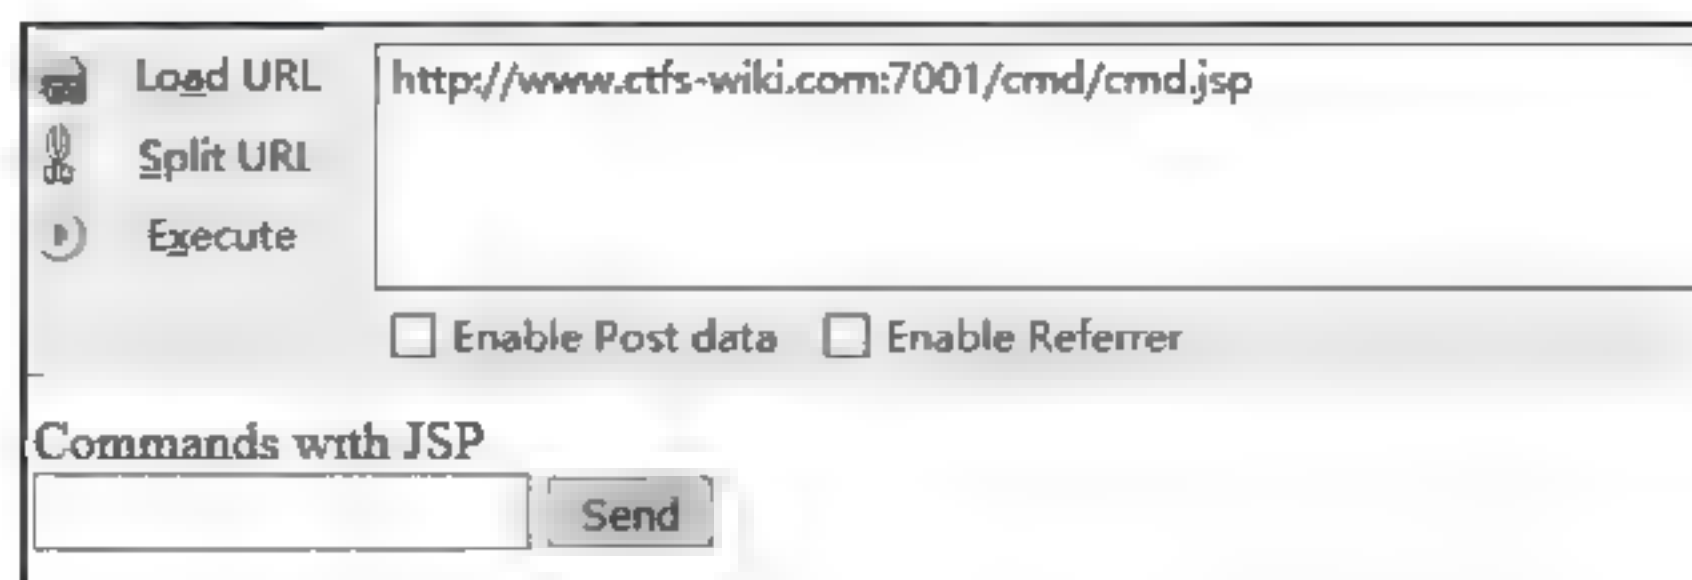 Load URL http://www.ctfs-wiki.com:7001/cmd/cmd.jsp
Split URL
Execute
Enable Post data Enable Referrer
Commands with JSP
Send